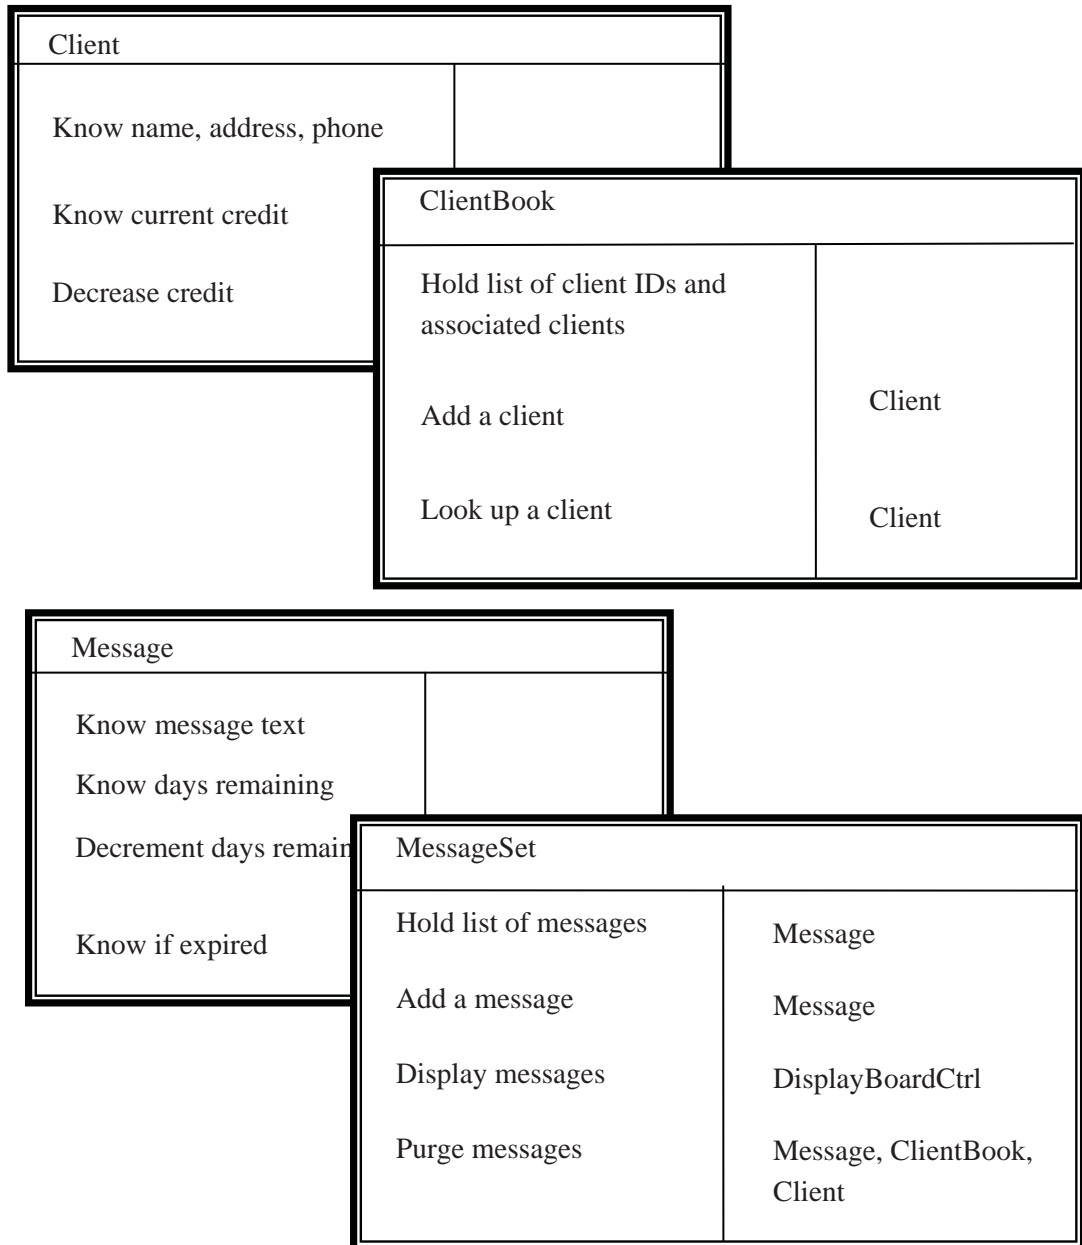 Client
Know name, address, phone
Know current credit
Decrease credit
ClientBook
Hold list of client IDs and
associated clients
Add a client
Client
Look up a client
Client
Message
Know message text
Know days remaining
Decrement days remain
Know if expired
MessageSet
Hold list of messages
Message
Add a message
Message
Display messages
DisplayBoardCtrl
Purge messages
Message, ClientBook,
Client